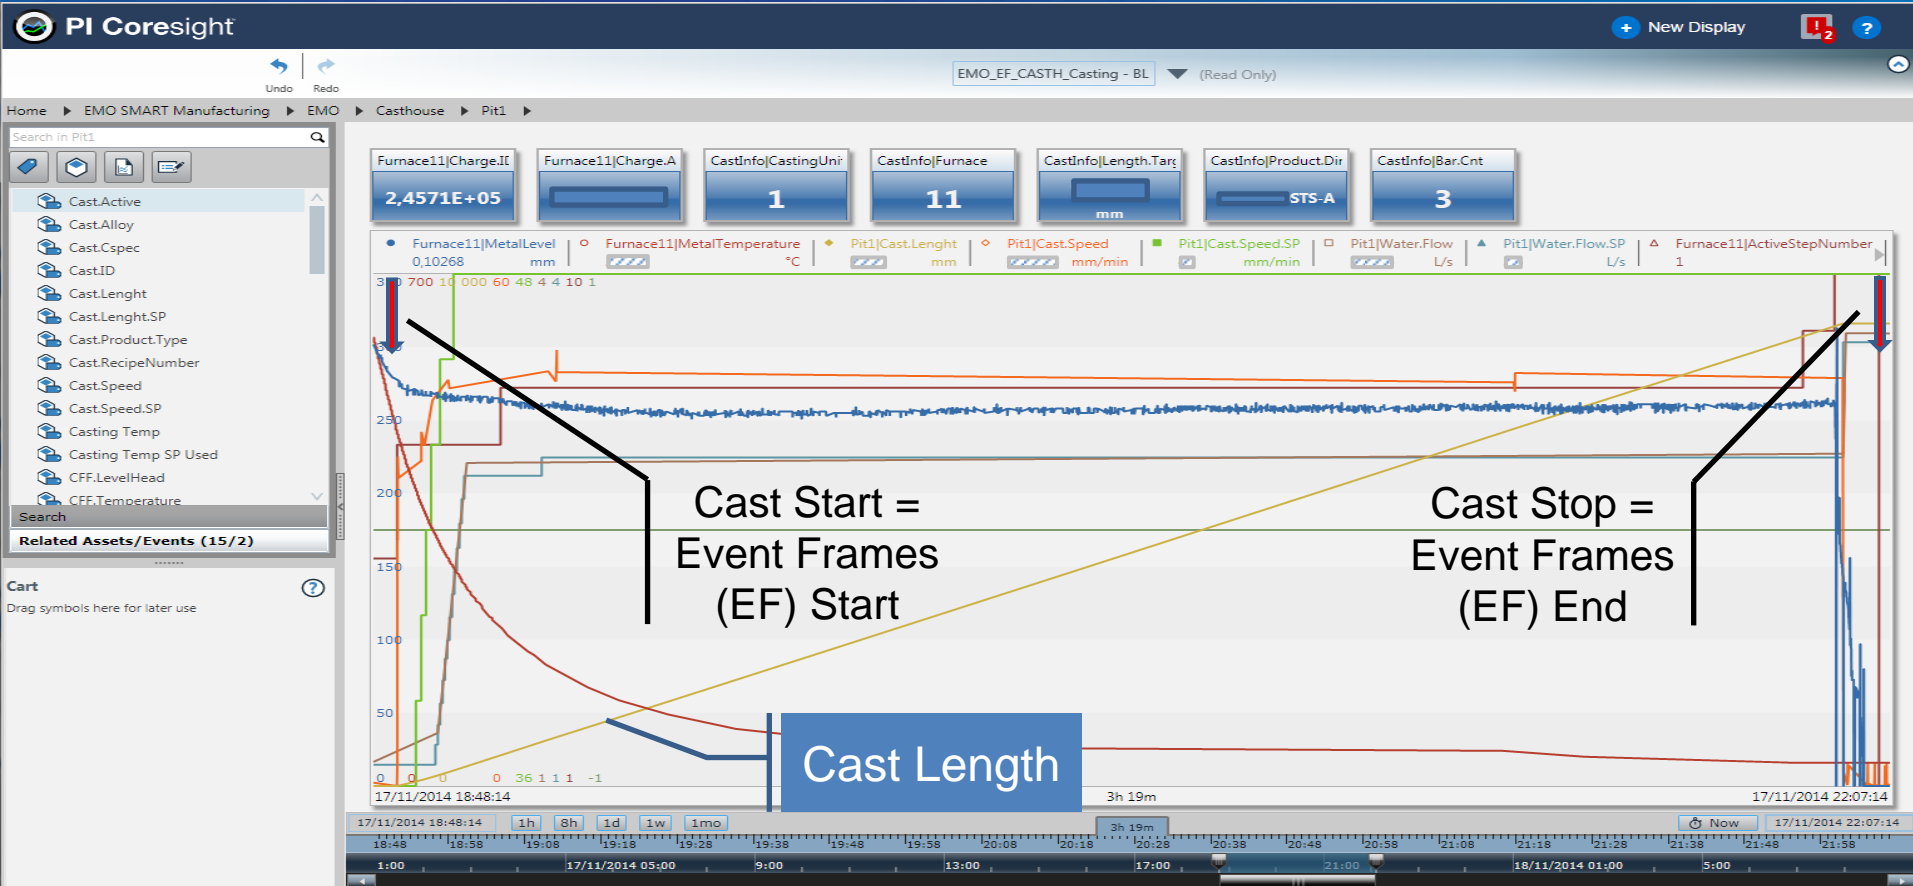 PI Coresight
New Display
2
?
Undo Redo
EMO_EF_CASTH_Casting - BL (Read Only)
Home EMO SMART Manufacturing EMO Casthouse Pit1
Search in Pit1
Cast.Active
Cast.Alloy
Cast.Cspec
Cast.ID
Cast.Lenght
Cast.Lenght.SP
Cast.Product.Type
Cast.RecipeNumber
Cast.Speed
Cast.Speed.SP
Casting Temp
Casting Temp SP Used
CFF.LevelHead
CFF.Temperature
Search
Related Assets/Events (15/2)
Cart
?
Drag symbols here for later use
Furnace11|Charge.II Furnace11|Charge.A CastInfo|CastingUni CastInfo|Furnace CastInfo|Length.Targ CastInfo|Product.Dir CastInfo|Bar.Cnt
2,4571E+05 1 11 mm STS-A 3
Furnace11|MetalLevel Furnace11|MetalTemperature Pit1|Cast.Lenght Pit1|Cast.Speed Pit1|Cast.Speed.SP Pit1|Water.Flow Pit1|Water.Flow.SP Furnace11|ActiveStepNumber
0,10268 mm °C mm mm/min mm/min L/s L/s 1
700 10 000 60 48 4 4 10 1
250
200
150
100
50
0 0 0 0 36 1 1 1 -1
Cast Start =
Event Frames
(EF) Start
Cast Stop =
Event Frames
(EF) End
Cast Length
17/11/2014 18:48:14 3h 19m 17/11/2014 22:07:14
17/11/2014 18:48:14 1h 8h 1d 1w 1mo 3h 19m Now 17/11/2014 22:07:14
18:48 18:58 19:08 19:18 19:28 19:38 19:48 19:58 20:08 20:18 20:28 20:38 20:48 20:58 21:08 21:18 21:28 21:38 21:48 21:58
1:00 17/11/2014 05:00 9:00 13:00 17:00 21:00 18/11/2014 01:00 5:00